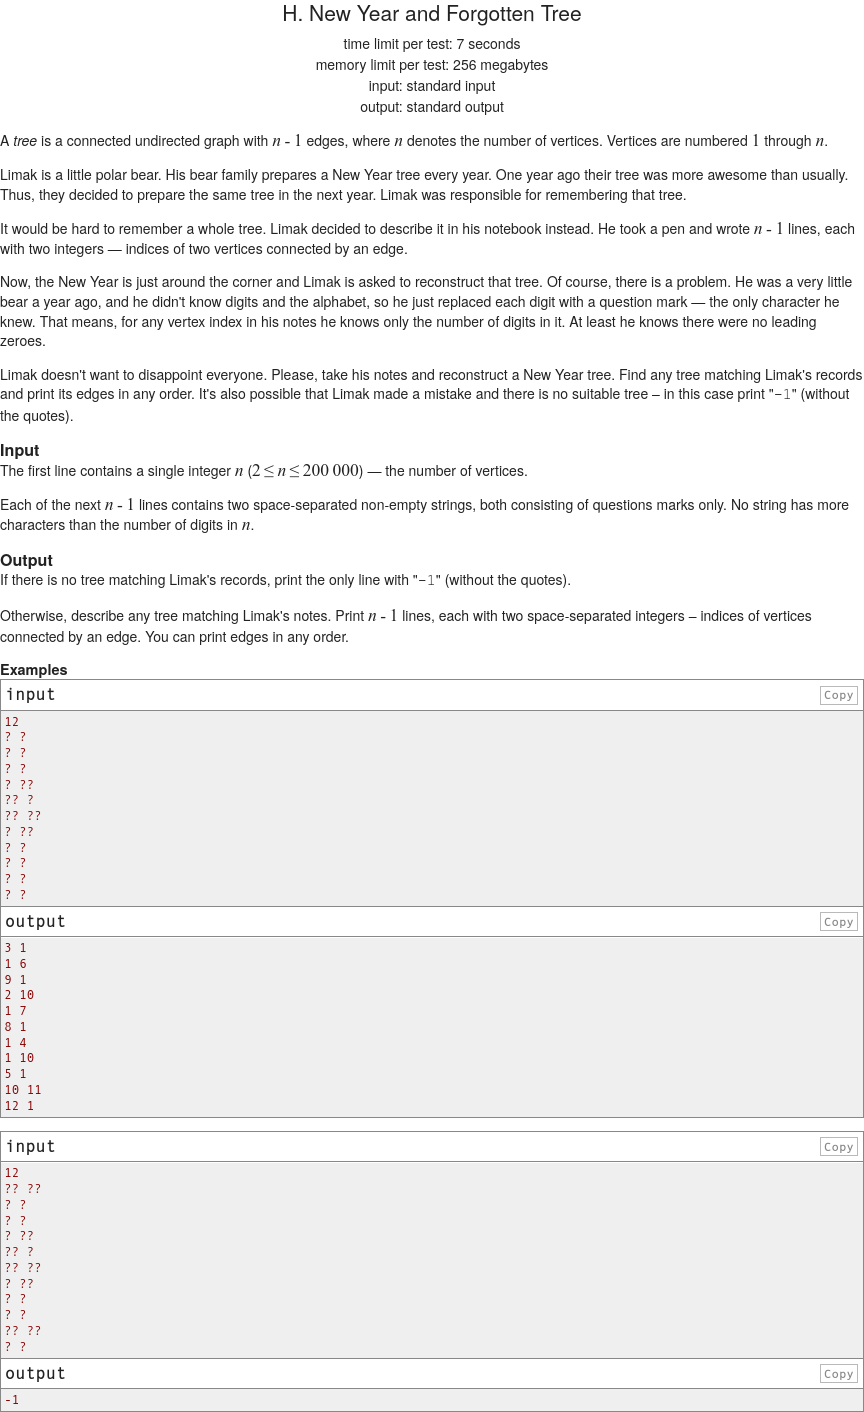 H. New Year and Forgotten Tree
time limit per test: 7 seconds
memory limit per test: 256 megabytes
input: standard input
output: standard output
A tree is a connected undirected graph with n - 1 edges, where n denotes the number of vertices. Vertices are numbered 1 through n.
Limak is a little polar bear. His bear family prepares a New Year tree every year. One year ago their tree was more awesome than usually.
Thus, they decided to prepare the same tree in the next year. Limak was responsible for remembering that tree.
It would be hard to remember a whole tree. Limak decided to describe it in his notebook instead. He took a pen and wrote n - 1 lines, each
with two integers — indices of two vertices connected by an edge.
Now, the New Year is just around the corner and Limak is asked to reconstruct that tree. Of course, there is a problem. He was a very little
bear a year ago, and he didn't know digits and the alphabet, so he just replaced each digit with a question mark — the only character he
knew. That means, for any vertex index in his notes he knows only the number of digits in it. At least he knows there were no leading
zeroes.
Limak doesn't want to disappoint everyone. Please, take his notes and reconstruct a New Year tree. Find any tree matching Limak's records
and print its edges in any order. It's also possible that Limak made a mistake and there is no suitable tree – in this case print "-1" (without
the quotes).
Input
The first line contains a single integer n (2 ≤ n ≤ 200 000) — the number of vertices.
Each of the next n - 1 lines contains two space-separated non-empty strings, both consisting of questions marks only. No string has more
characters than the number of digits in n.
Output
If there is no tree matching Limak's records, print the only line with "-1" (without the quotes).
Otherwise, describe any tree matching Limak's notes. Print n - 1 lines, each with two space-separated integers – indices of vertices
connected by an edge. You can print edges in any order.
Examples
input Copy
12
? ?
? ?
? ?
? ??
?? ?
?? ??
? ??
? ?
? ?
? ?
? ?
output Copy
3 1
1 6
9 1
2 10
1 7
8 1
1 4
1 10
5 1
10 11
12 1
input Copy
12
?? ??
? ?
? ?
? ??
?? ?
?? ??
? ??
? ?
? ?
?? ??
? ?
output Copy
-1